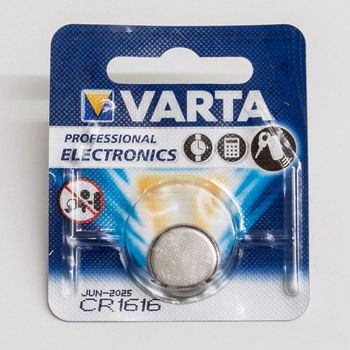 VARTA
PROFESSIONAL
ELECTRONICS
JUN-2025
CR1616